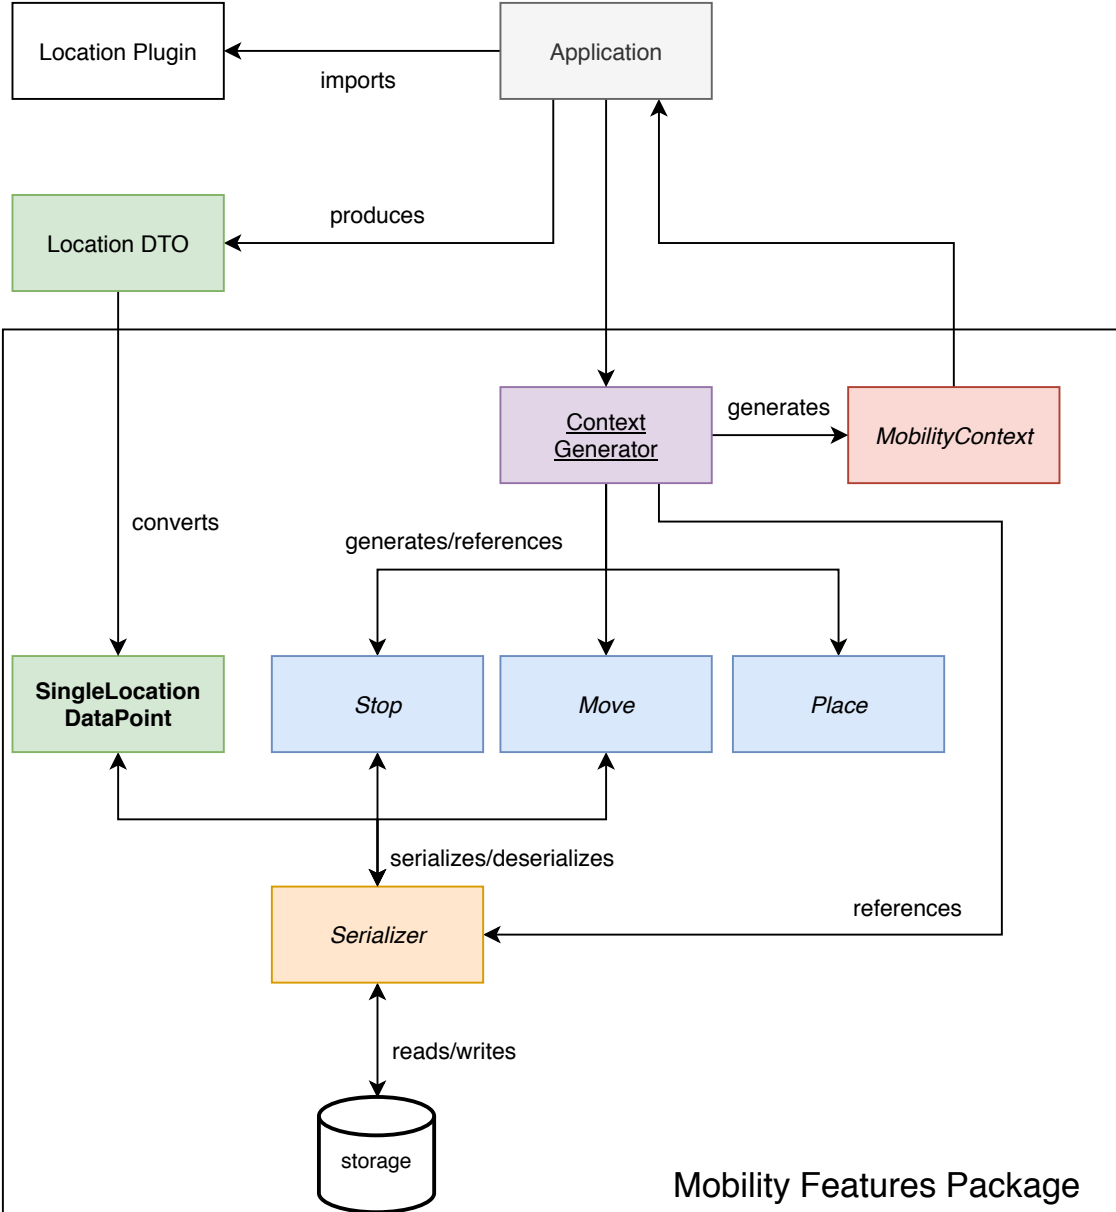 Location Plugin
Application
imports
produces
Location DTO
Context
Generator
generates
MobilityContext
converts
generates/references
SingleLocation
DataPoint
Stop
Move
Place
serializes/deserializes
Serializer
references
reads/writes
storage
Mobility Features Package